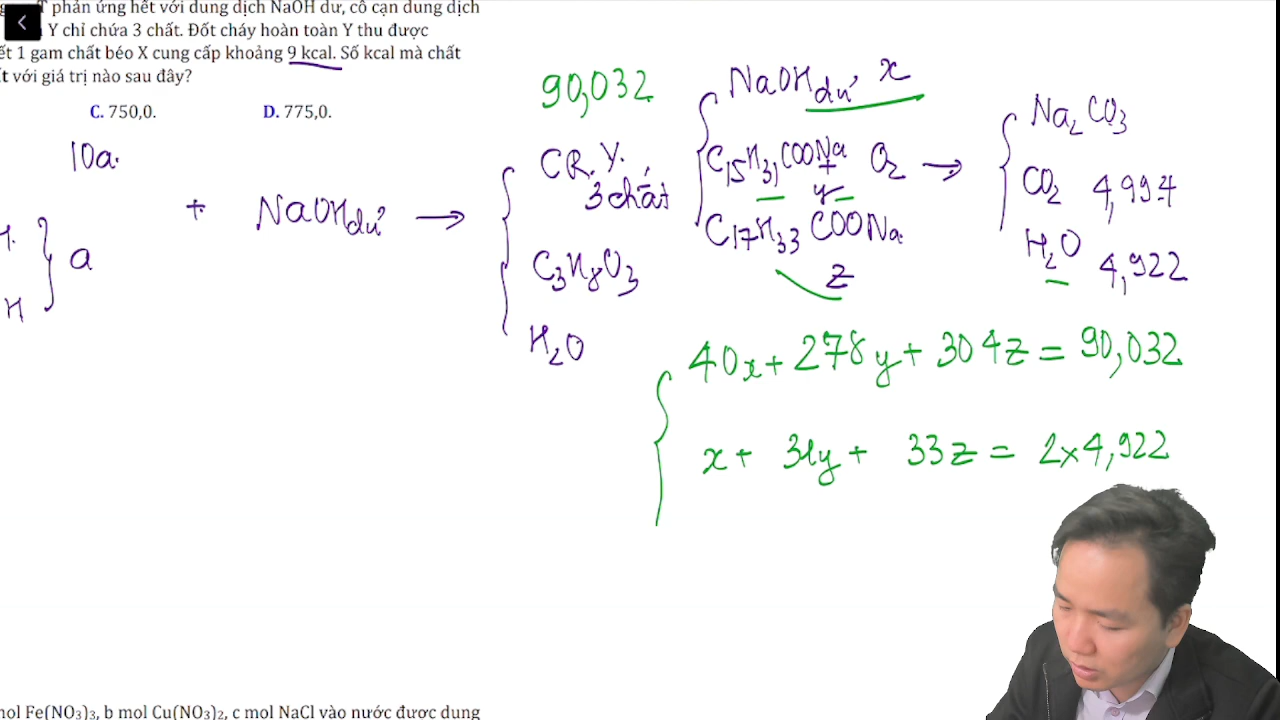 T phản ứng hết với dung dịch NaOH dư, cô cạn dung dịch
Y chỉ chứa 3 chất. Đốt cháy hoàn toàn Y thu được
1 gam chất béo X cung cấp khoảng 9 kcal. Số kcal mà chất
với giá trị nào sau đây?
C. 750,0. D. 775,0.
10a.
a
+ NaOH dư →
90,032
CR. Y.
3 chất
C3H8O3
H2O
NaOH dư x
C15H31COONa + O2 →
y
C17H33COONa
z
Na2CO3
CO2 4,994
H2O 4,922
40x + 278y + 304z = 90,032
x + 31y + 33z = 2×4,922
Fe(NO3)3, b mol Cu(NO3)2, c mol NaCl vào nước được dung